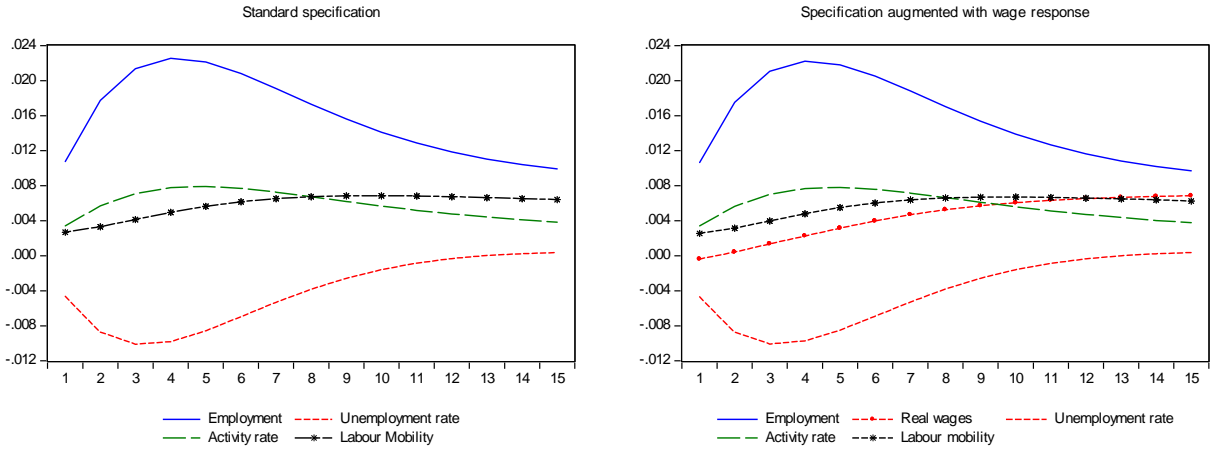 Standard specification
.024
.020
.016
.012
.008
.004
.000
-.004
-.008
-.012
1 2 3 4 5 6 7 8 9 10 11 12 13 14 15
Employment Unemployment rate
Activity rate Labour Mobility
Specification augmented with wage response
.024
.020
.016
.012
.008
.004
.000
-.004
-.008
-.012
1 2 3 4 5 6 7 8 9 10 11 12 13 14 15
Employment Real wages Unemployment rate
Activity rate Labour mobility